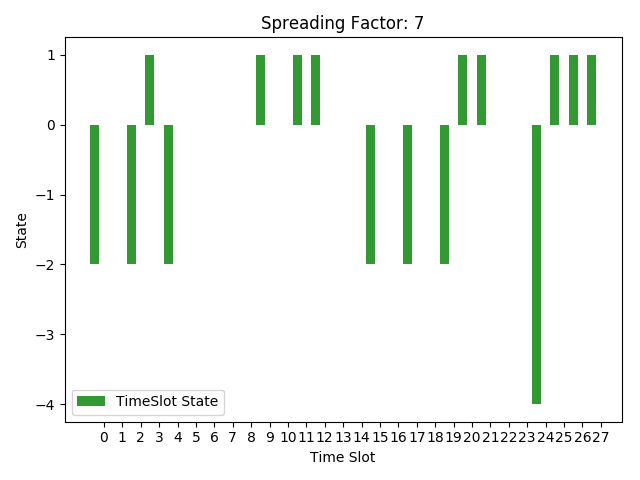 Spreading Factor: 7
1
0
−1
−2
−3
−4
State
TimeSlot State
0 1 2 3 4 5 6 7 8 9 10 11 12 13 14 15 16 17 18 19 20 21 22 23 24 25 26 27
Time Slot